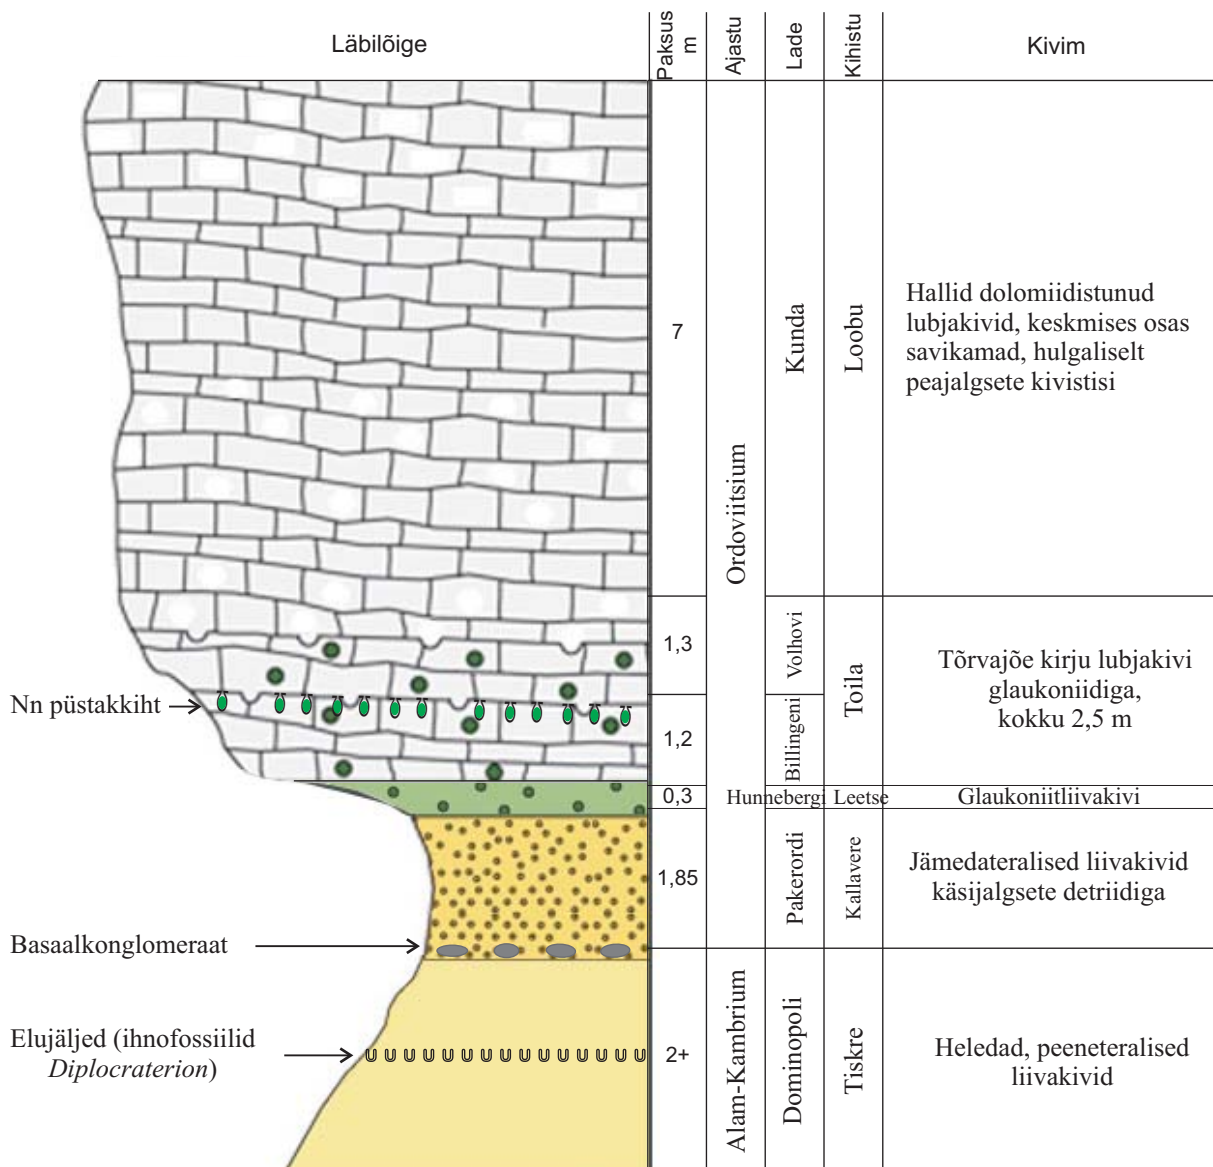 Läbilõige
Paksus
m
Ajastu
Lade
Kihistu
Kivim
7
Ordoviitsium
Kunda
Loobu
Hallid dolomiidistunud
lubjakivid, keskmises osas
savikamad, hulgaliselt
peajalgsete kivistisi
1,3
Volhovi
Toila
Tõrvajõe kirju lubjakivi
glaukoniidiga,
kokku 2,5 m
Nn püstakkiht
1,2
Billingeni
0,3
Hunnebergi
Leetse
Glaukoniitliivakivi
1,85
Pakerordi
Kallavere
Jämedateralised liivakivid
käsijalgsete detriidiga
Basaalkonglomeraat
Elujäljed (ihnofossiilid
Diplocraterion)
2+
Alam-Kambrium
Dominopoli
Tiskre
Heledad, peeneteralised
liivakivid